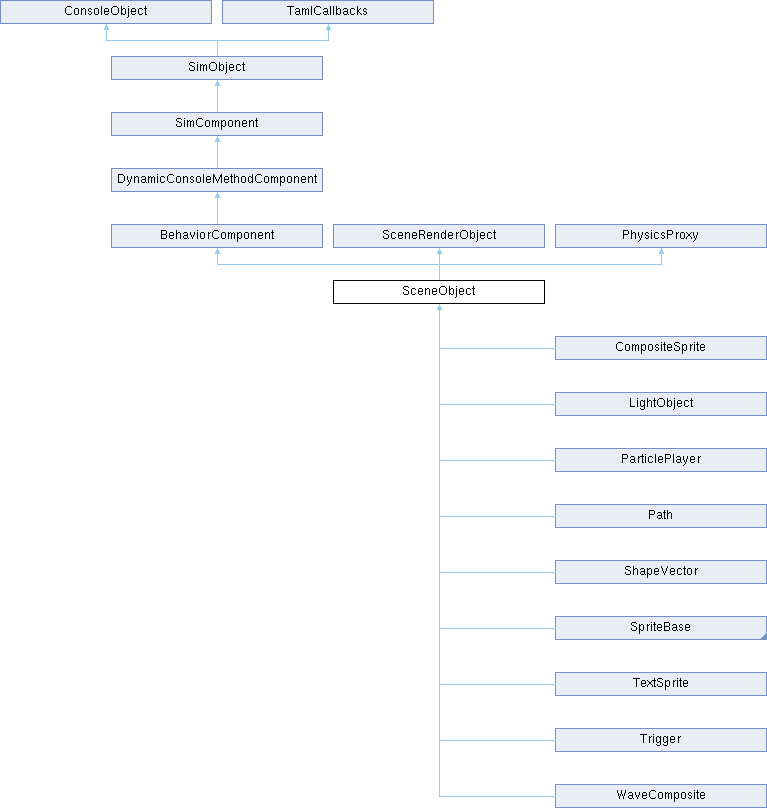 ConsoleObject
TamlCallbacks
SimObject
SimComponent
DynamicConsoleMethodComponent
BehaviorComponent
SceneRenderObject
PhysicsProxy
SceneObject
CompositeSprite
LightObject
ParticlePlayer
Path
ShapeVector
SpriteBase
TextSprite
Trigger
WaveComposite